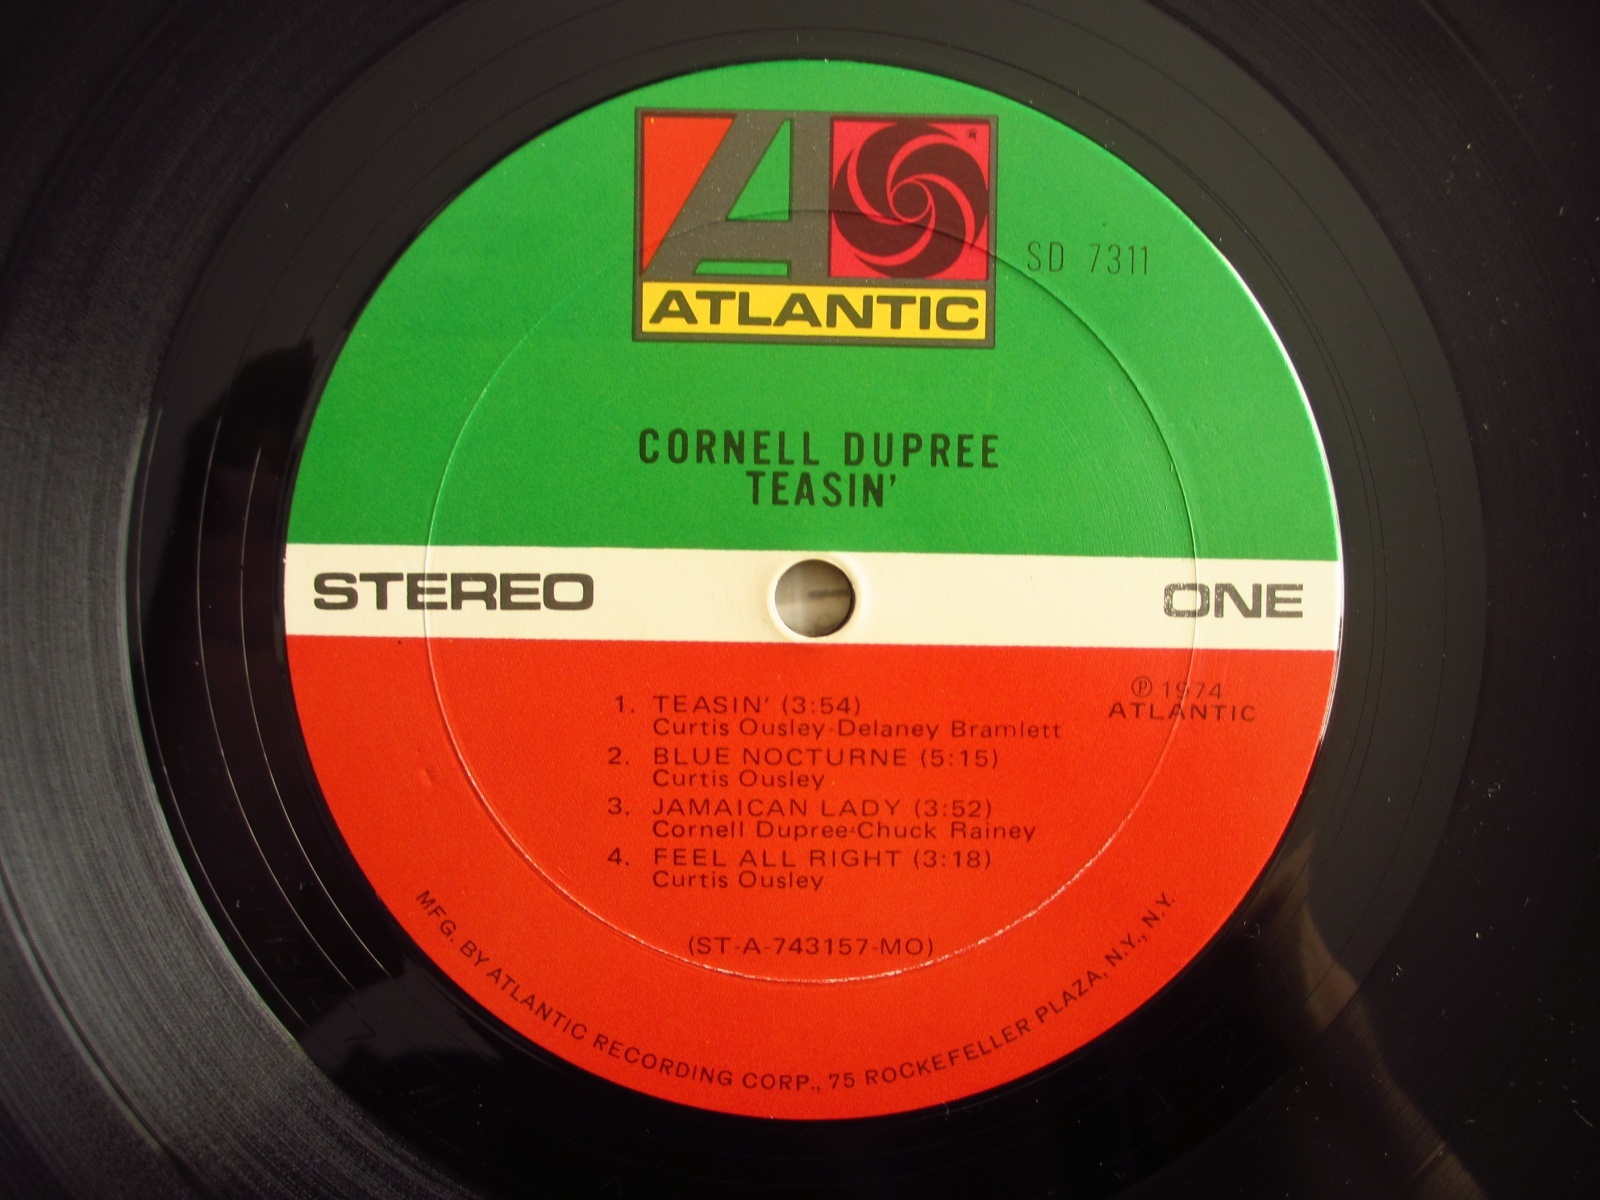 ATLANTIC
SD 7311
CORNELL DUPREE
TEASIN'
STEREO
ONE
℗ 1974
ATLANTIC
1. TEASIN' (3:54)
Curtis Ousley-Delaney Bramlett
2. BLUE NOCTURNE (5:15)
Curtis Ousley
3. JAMAICAN LADY (3:52)
Cornell Dupree-Chuck Rainey
4. FEEL ALL RIGHT (3:18)
Curtis Ousley
(ST-A-743157-MO)
MFG. BY ATLANTIC RECORDING CORP., 75 ROCKEFELLER PLAZA, N.Y., N.Y.